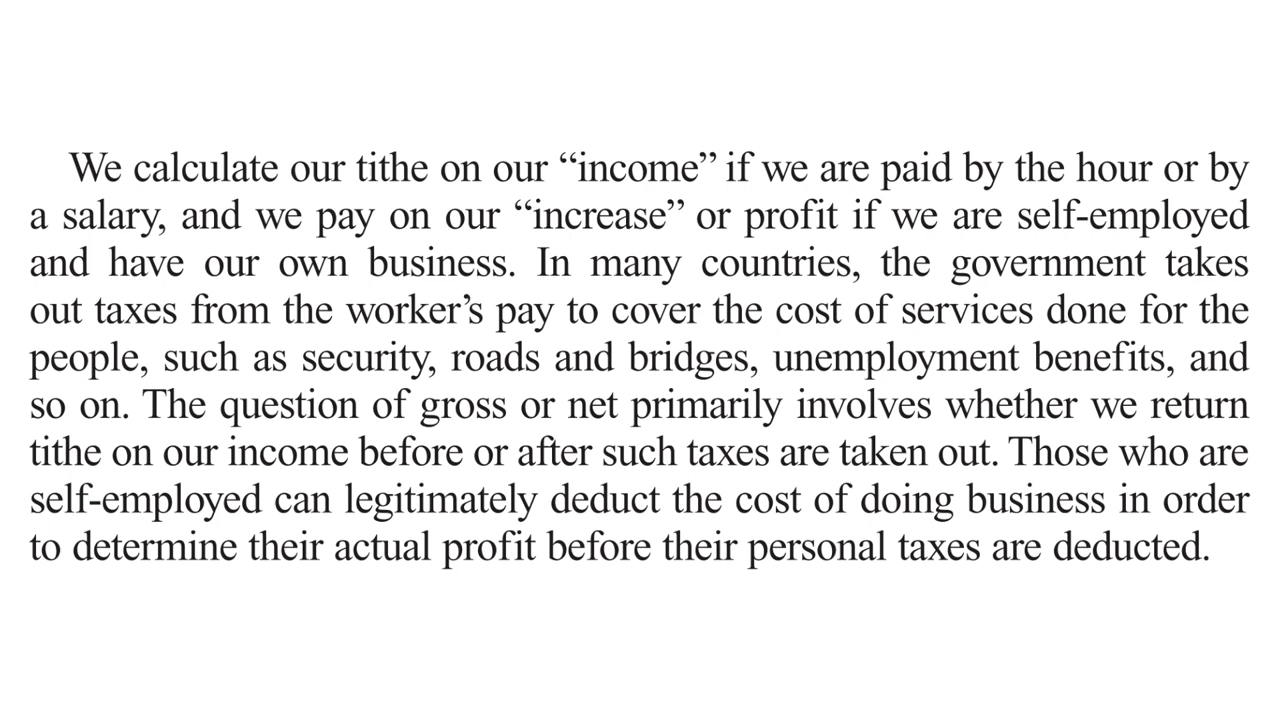 We calculate our tithe on our “income” if we are paid by the hour or by
a salary, and we pay on our “increase” or profit if we are self-employed
and have our own business. In many countries, the government takes
out taxes from the worker’s pay to cover the cost of services done for the
people, such as security, roads and bridges, unemployment benefits, and
so on. The question of gross or net primarily involves whether we return
tithe on our income before or after such taxes are taken out. Those who are
self-employed can legitimately deduct the cost of doing business in order
to determine their actual profit before their personal taxes are deducted.